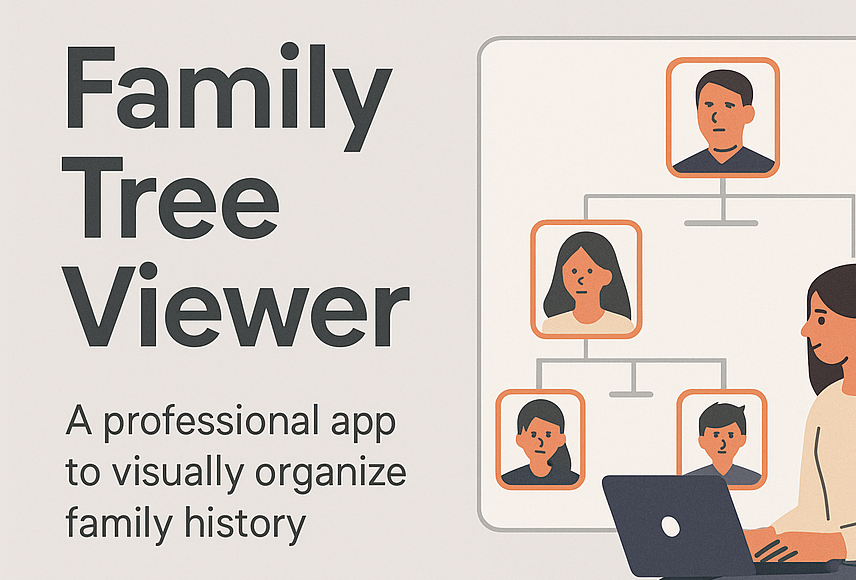 Family
Tree
Viewer
A professional app
to visually organize
family history